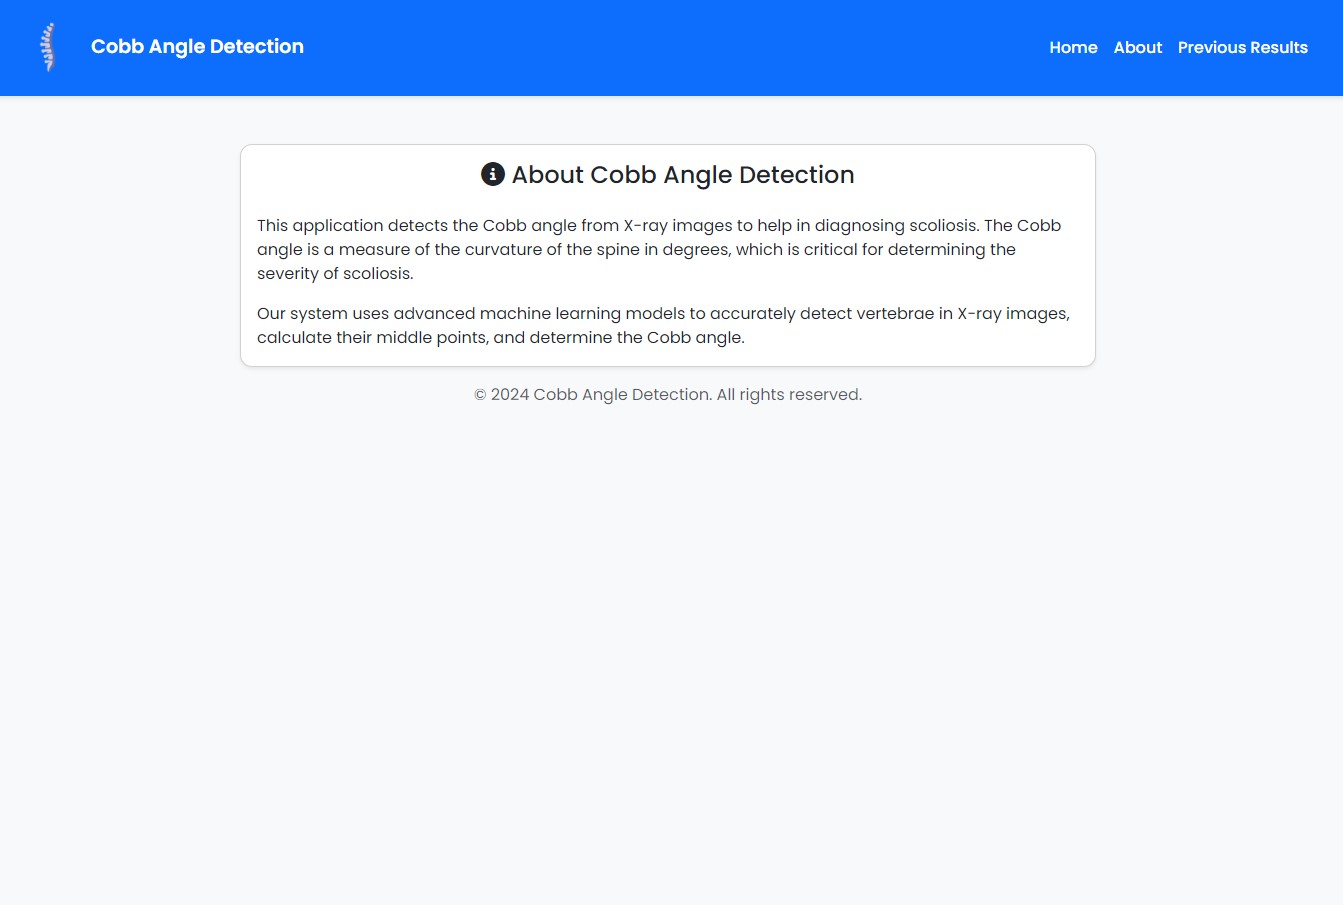 Cobb Angle Detection
Home About Previous Results
About Cobb Angle Detection
This application detects the Cobb angle from X-ray images to help in diagnosing scoliosis. The Cobb
angle is a measure of the curvature of the spine in degrees, which is critical for determining the
severity of scoliosis.
Our system uses advanced machine learning models to accurately detect vertebrae in X-ray images,
calculate their middle points, and determine the Cobb angle.
© 2024 Cobb Angle Detection. All rights reserved.